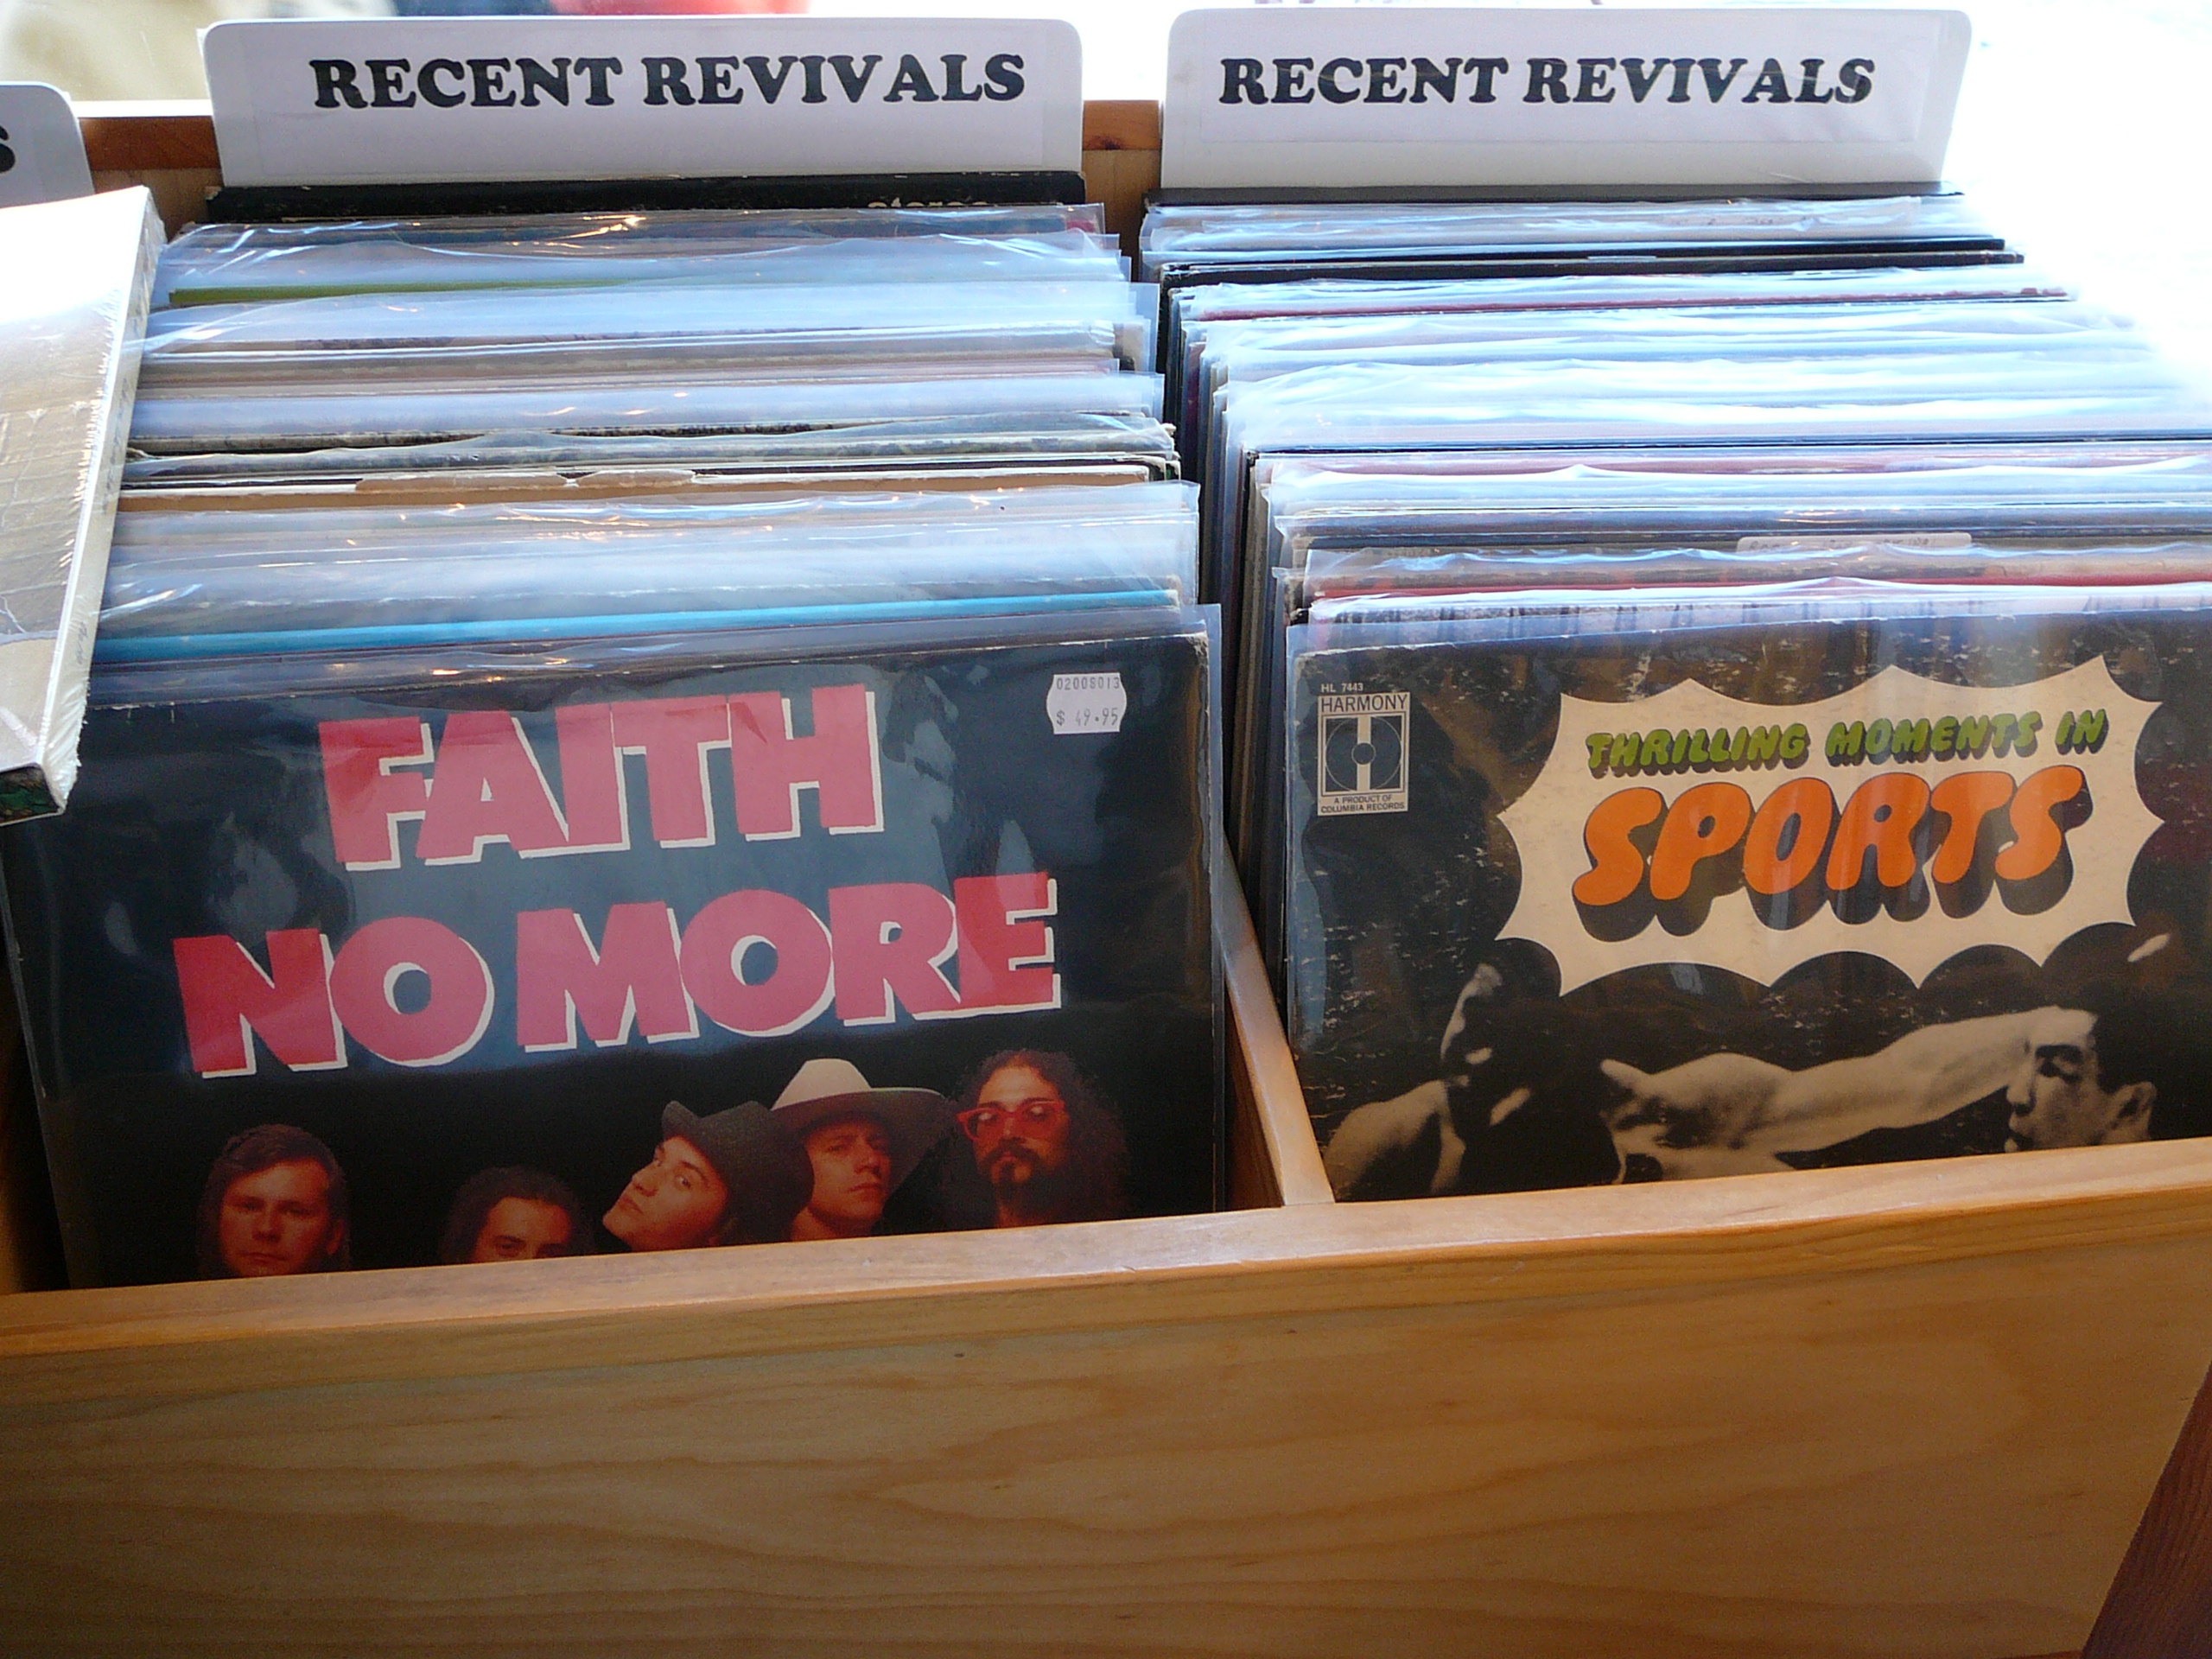 RECENT REVIVALS
RECENT REVIVALS
S
stereo
FAITH
NO MORE
02008013
$ 49.95
HL 7443
HARMONY
H
A PRODUCT OF
COLUMBIA RECORDS
THRILLING MOMENTS IN
SPORTS